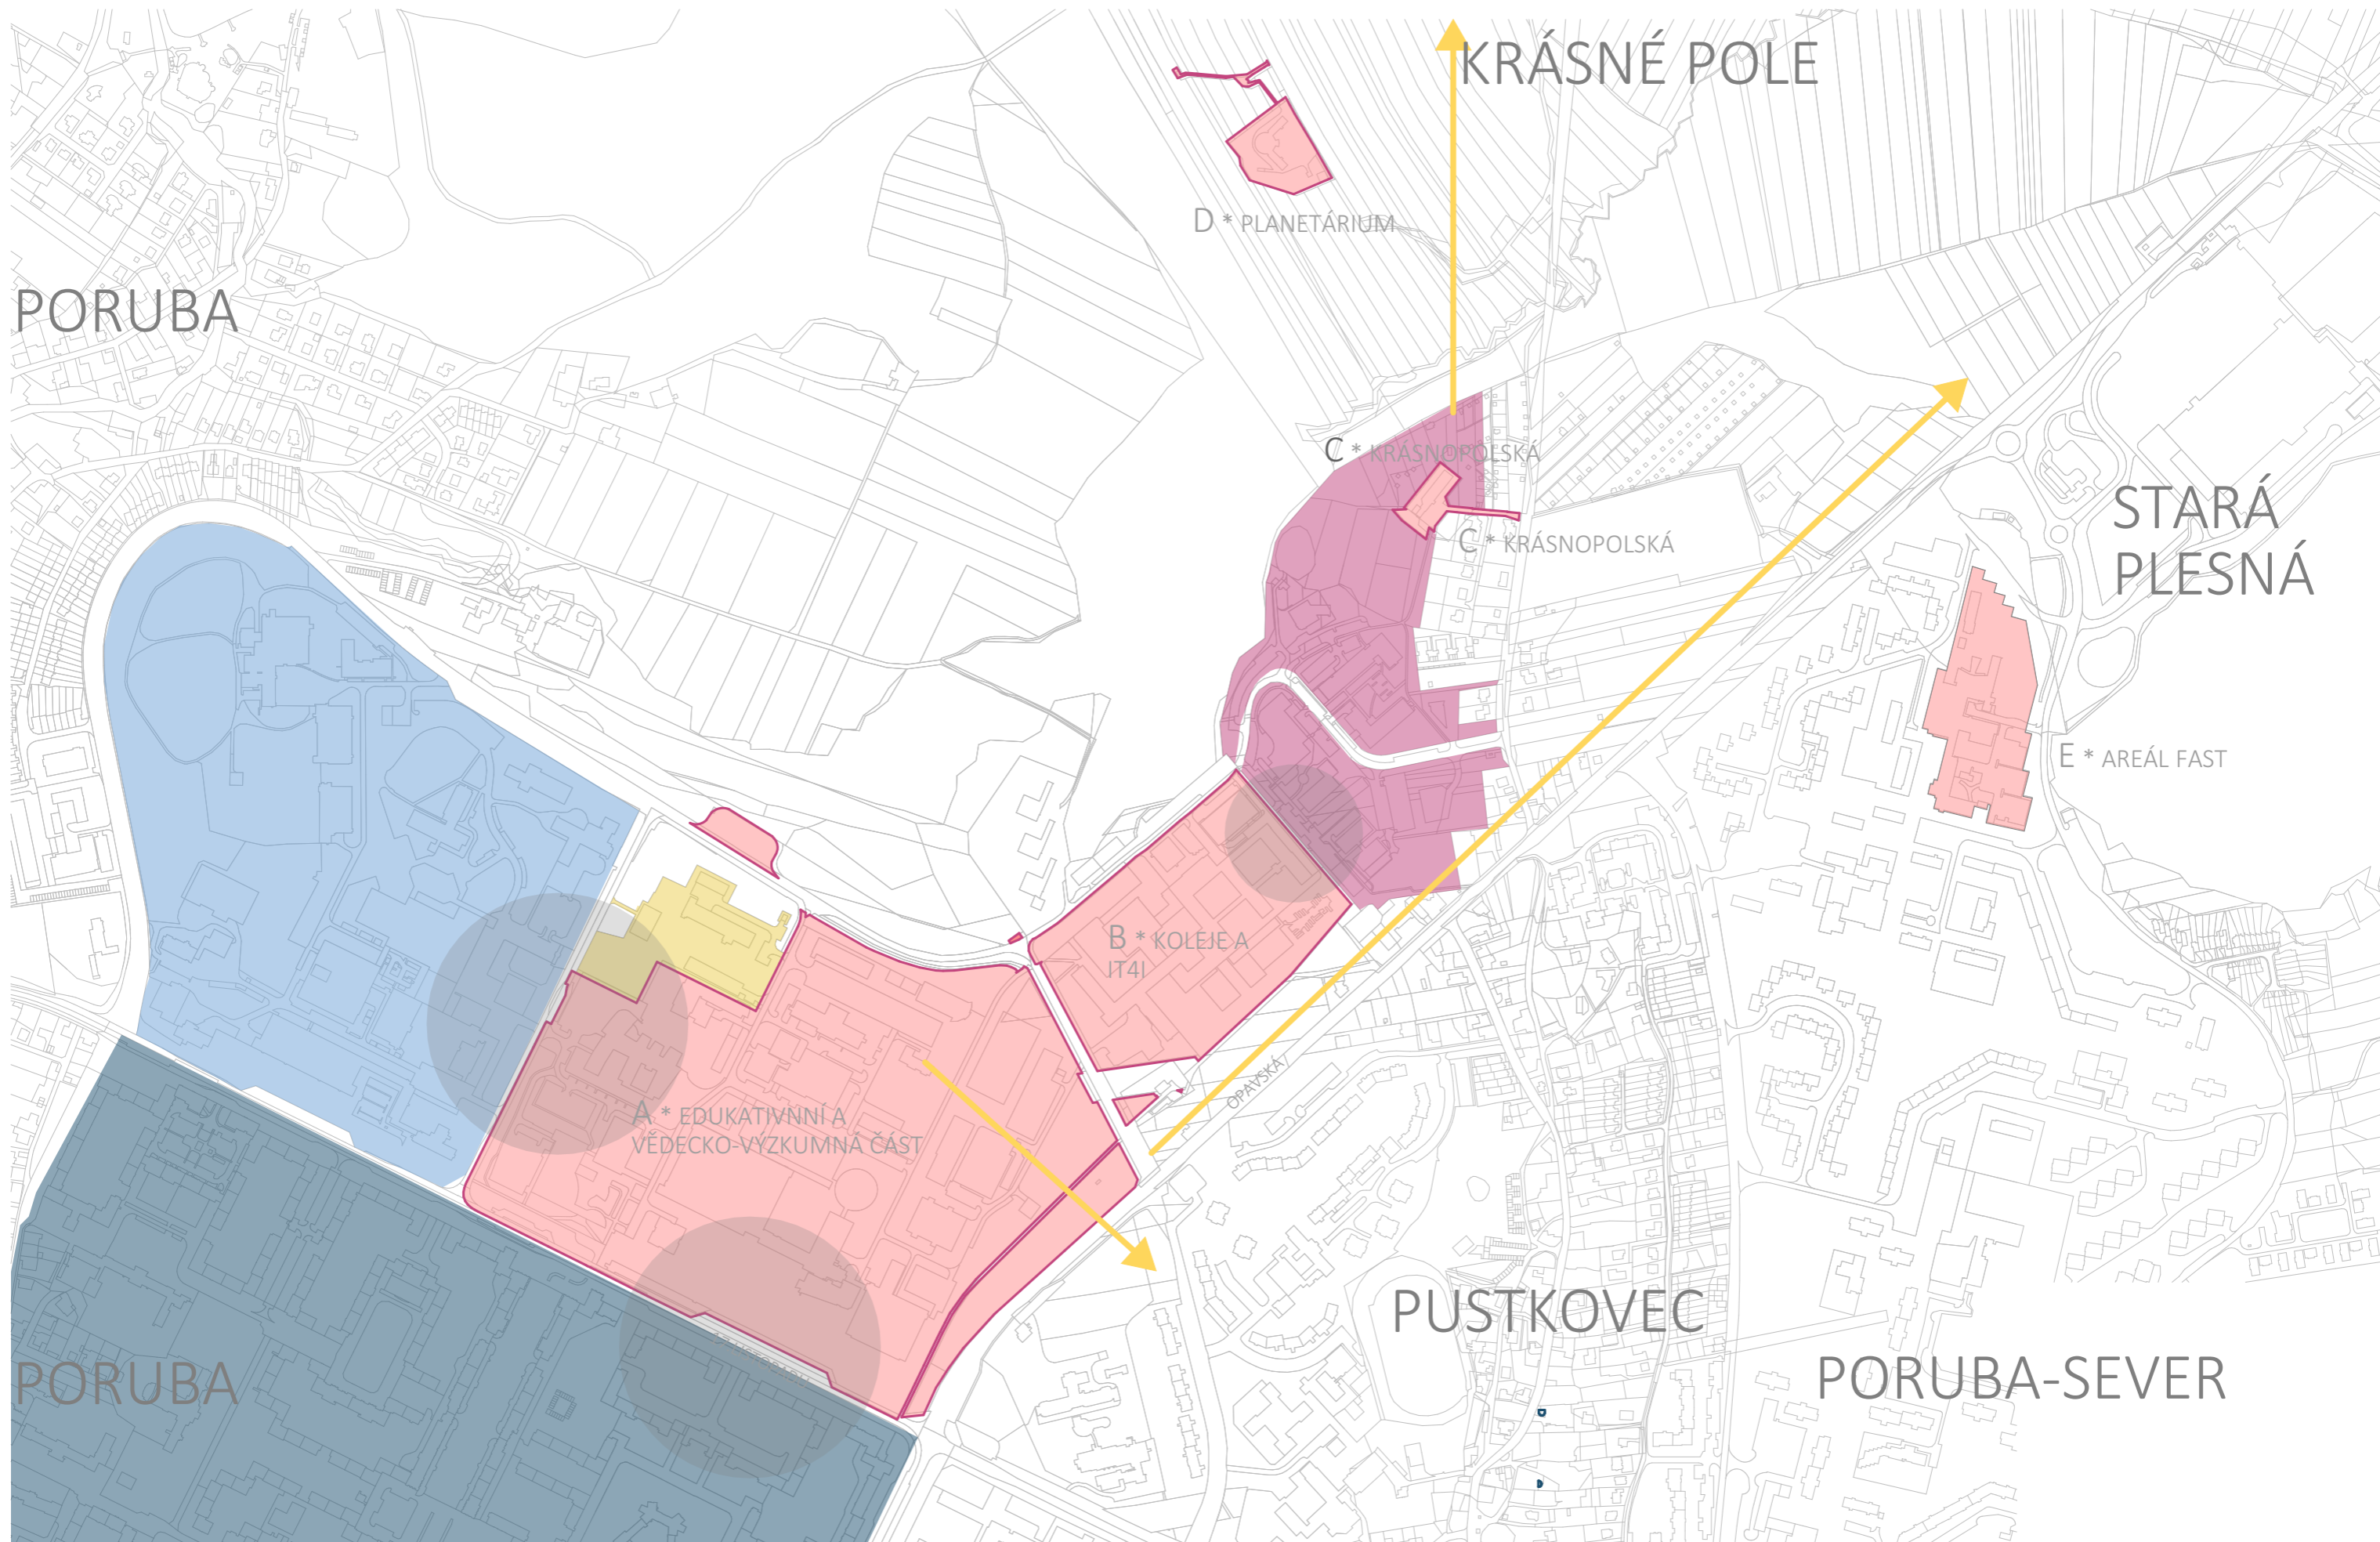 KRÁSNÉ POLE
D * PLANETÁRIUM
PORUBA
C * KRÁSNOPOLSKÁ
C * KRÁSNOPOLSKÁ
STARÁ
PLESNÁ
E * AREÁL FAST
B * KOLEJE A
IT4I
OPAVSKÁ
A * EDUKATIVNNÍ A
VĚDECKO-VÝZKUMNÁ ČÁST
PUSTKOVEC
PORUBA
PORUBA-SEVER